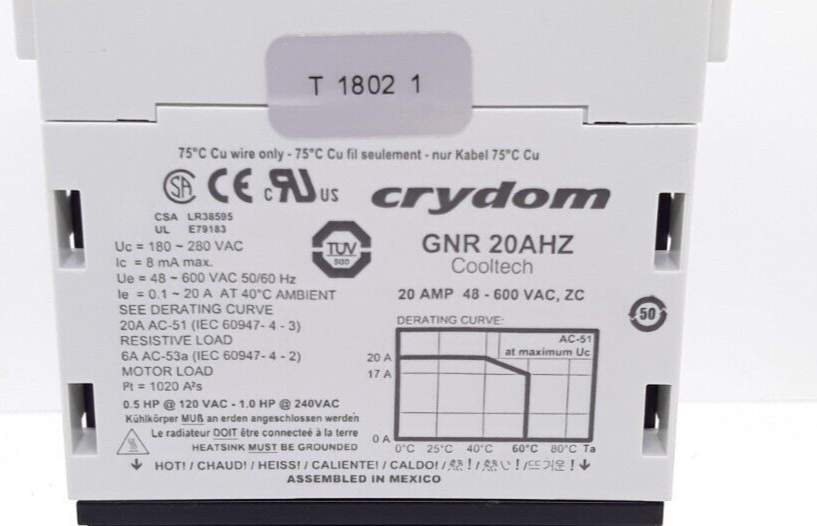 T 1802 1
75°C Cu wire only - 75°C Cu fil seulement - nur Kabel 75°C Cu
SA CE c RU US crydom
CSA LR38595
UL E79183
TUV
GNR 20AHZ
Cooltech
Uc = 180 ~ 280 VAC
Ic = 8 mA max.
Ue = 48 ~ 600 VAC 50/60 Hz
Ie = 0.1 ~ 20 A AT 40°C AMBIENT
20 AMP 48 - 600 VAC, ZC
SEE DERATING CURVE
20A AC-51 (IEC 60947- 4 - 3)
RESISTIVE LOAD
6A AC-53a (IEC 60947- 4 - 2)
MOTOR LOAD
I²t = 1020 A²s
50
DERATING CURVE:
AC-51
at maximum Uc
20 A
17 A
0 A
0°C 25°C 40°C 60°C 80°C Ta
0.5 HP @ 120 VAC - 1.0 HP @ 240VAC
Kühlkörper MUß an erden angeschlossen werden
Le radiateur DOIT être connecteé à la terre
HEATSINK MUST BE GROUNDED
HOT! / CHAUD! / HEISS! / CALIENTE! / CALDO! / 熱! / 熱い! /뜨거운!
ASSEMBLED IN MEXICO